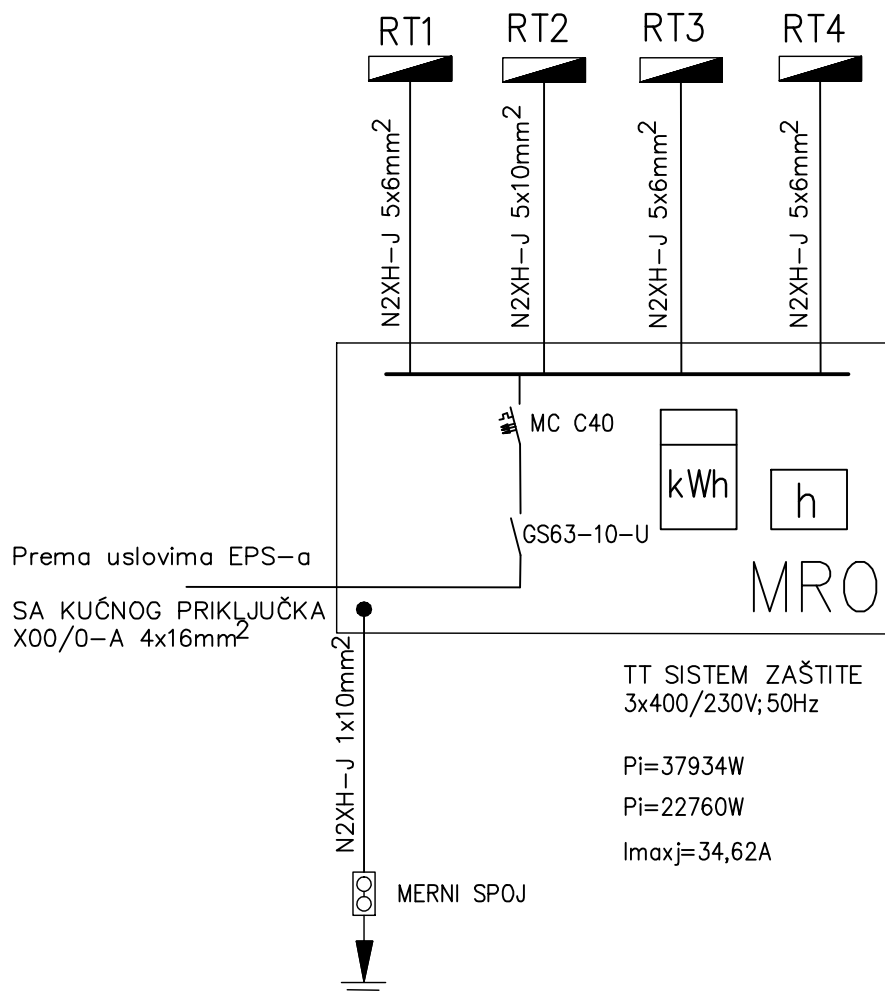 RT1
RT2
RT3
RT4
N2XH-J 5x6mm²
N2XH-J 5x10mm²
N2XH-J 5x6mm²
N2XH-J 5x6mm²
MC C40
kWh
h
GS63-10-U
Prema uslovima EPS-a
MRO
SA KUĆNOG PRIKLJUČKA
X00/0-A 4x16mm²
N2XH-J 1x10mm²
TT SISTEM ZAŠTITE
3x400/230V; 50Hz
Pi=37934W
Pi=22760W
Imaxj=34,62A
MERNI SPOJ